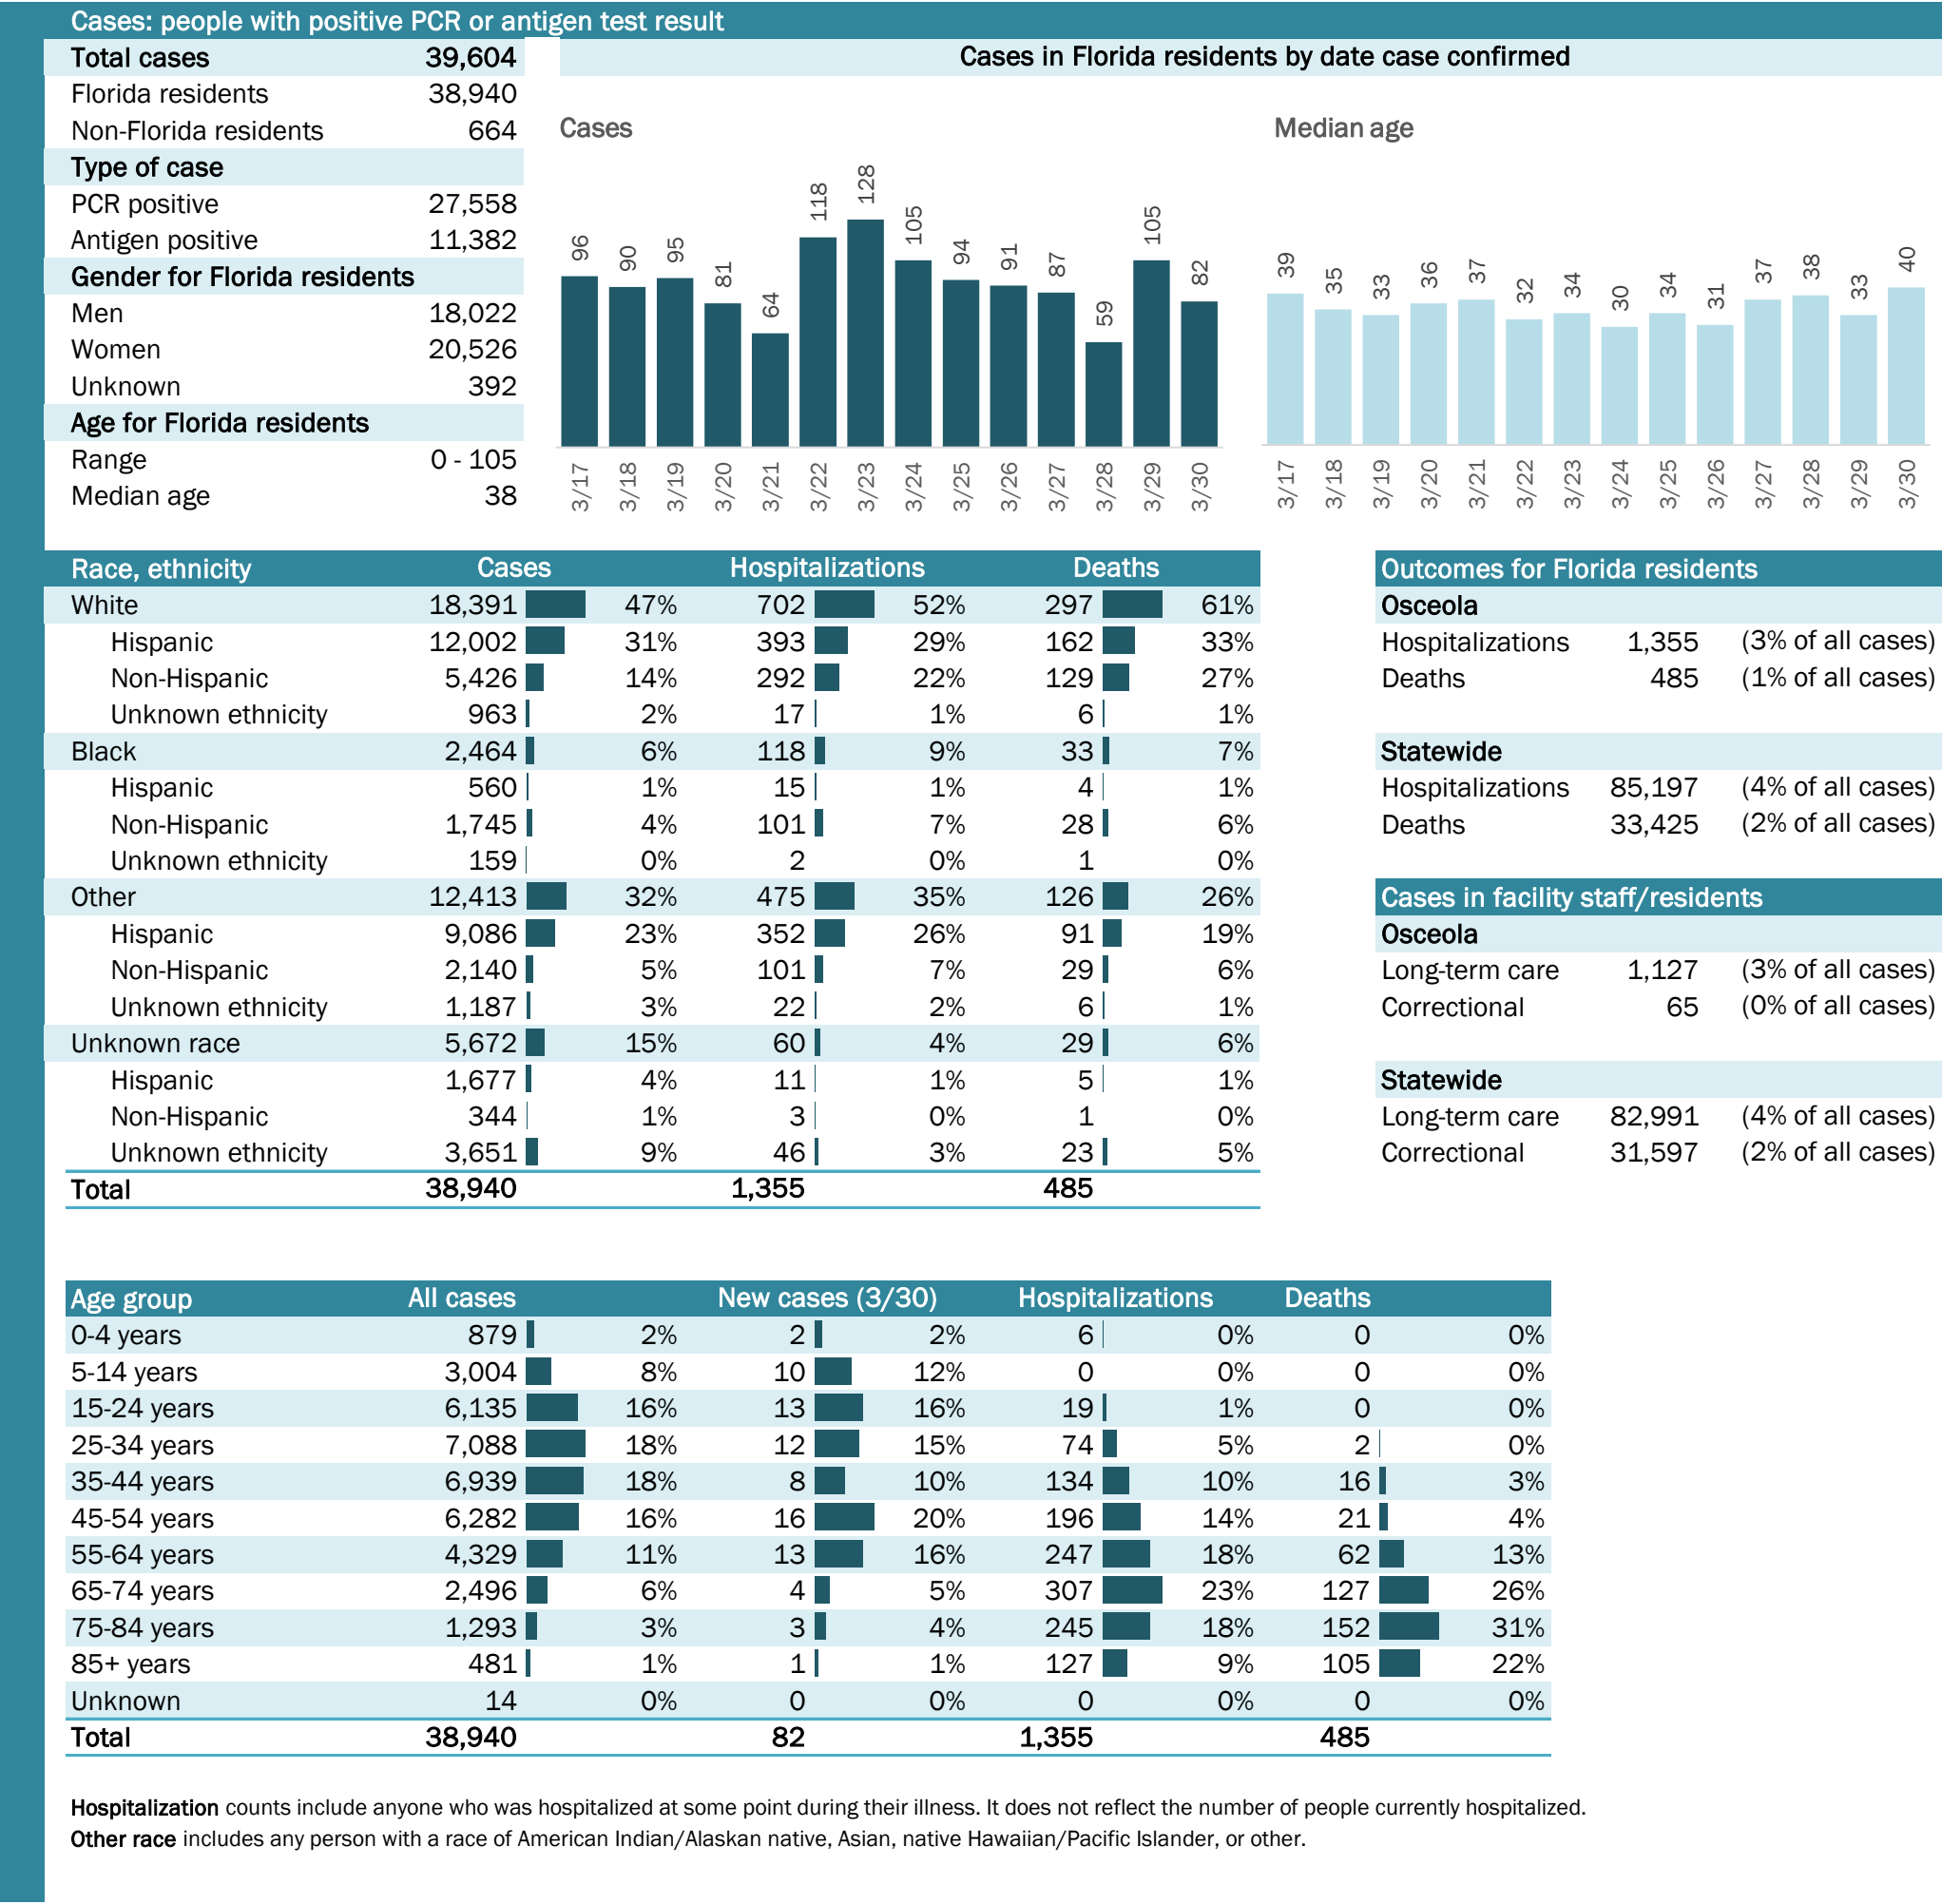 Cases: people with positive PCR or antigen test result
Total cases 39,604
Florida residents 38,940
Non-Florida residents 664
Type of case
PCR positive 27,558
Antigen positive 11,382
Gender for Florida residents
Men 18,022
Women 20,526
Unknown 392
Age for Florida residents
Range 0 - 105
Median age 38
Cases in Florida residents by date case confirmed
Cases
96 90 95 81 64 118 128 105 94 91 87 59 105 82
3/17 3/18 3/19 3/20 3/21 3/22 3/23 3/24 3/25 3/26 3/27 3/28 3/29 3/30
Median age
39 35 33 36 37 32 34 30 34 31 37 38 33 40
3/17 3/18 3/19 3/20 3/21 3/22 3/23 3/24 3/25 3/26 3/27 3/28 3/29 3/30
Race, ethnicity Cases Hospitalizations Deaths
White 18,391 47% 702 52% 297 61%
Hispanic 12,002 31% 393 29% 162 33%
Non-Hispanic 5,426 14% 292 22% 129 27%
Unknown ethnicity 963 2% 17 1% 6 1%
Black 2,464 6% 118 9% 33 7%
Hispanic 560 1% 15 1% 4 1%
Non-Hispanic 1,745 4% 101 7% 28 6%
Unknown ethnicity 159 0% 2 0% 1 0%
Other 12,413 32% 475 35% 126 26%
Hispanic 9,086 23% 352 26% 91 19%
Non-Hispanic 2,140 5% 101 7% 29 6%
Unknown ethnicity 1,187 3% 22 2% 6 1%
Unknown race 5,672 15% 60 4% 29 6%
Hispanic 1,677 4% 11 1% 5 1%
Non-Hispanic 344 1% 3 0% 1 0%
Unknown ethnicity 3,651 9% 46 3% 23 5%
Total 38,940 1,355 485
Outcomes for Florida residents
Osceola
Hospitalizations 1,355 (3% of all cases)
Deaths 485 (1% of all cases)
Statewide
Hospitalizations 85,197 (4% of all cases)
Deaths 33,425 (2% of all cases)
Cases in facility staff/residents
Osceola
Long-term care 1,127 (3% of all cases)
Correctional 65 (0% of all cases)
Statewide
Long-term care 82,991 (4% of all cases)
Correctional 31,597 (2% of all cases)
Age group All cases New cases (3/30) Hospitalizations Deaths
0-4 years 879 2% 2 2% 6 0% 0 0%
5-14 years 3,004 8% 10 12% 0 0% 0 0%
15-24 years 6,135 16% 13 16% 19 1% 0 0%
25-34 years 7,088 18% 12 15% 74 5% 2 0%
35-44 years 6,939 18% 8 10% 134 10% 16 3%
45-54 years 6,282 16% 16 20% 196 14% 21 4%
55-64 years 4,329 11% 13 16% 247 18% 62 13%
65-74 years 2,496 6% 4 5% 307 23% 127 26%
75-84 years 1,293 3% 3 4% 245 18% 152 31%
85+ years 481 1% 1 1% 127 9% 105 22%
Unknown 14 0% 0 0% 0 0% 0 0%
Total 38,940 82 1,355 485
Hospitalization counts include anyone who was hospitalized at some point during their illness. It does not reflect the number of people currently hospitalized.
Other race includes any person with a race of American Indian/Alaskan native, Asian, native Hawaiian/Pacific Islander, or other.